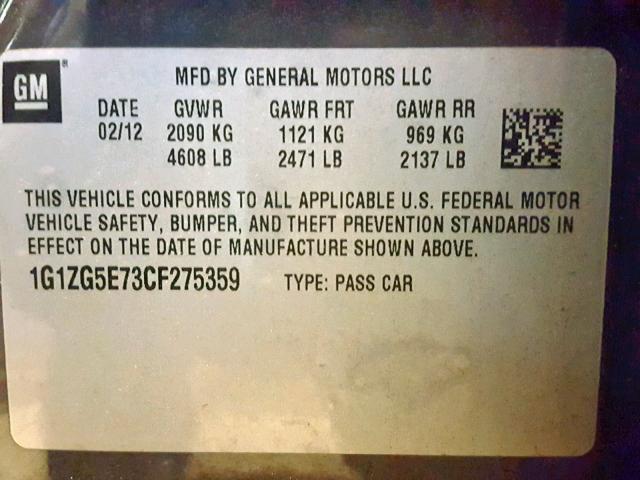 GM ®
MFD BY GENERAL MOTORS LLC
DATE GVWR GAWR FRT GAWR RR
02/12 2090 KG 1121 KG 969 KG
4608 LB 2471 LB 2137 LB
THIS VEHICLE CONFORMS TO ALL APPLICABLE U.S. FEDERAL MOTOR
VEHICLE SAFETY, BUMPER, AND THEFT PREVENTION STANDARDS IN
EFFECT ON THE DATE OF MANUFACTURE SHOWN ABOVE.
1G1ZG5E73CF275359 TYPE: PASS CAR